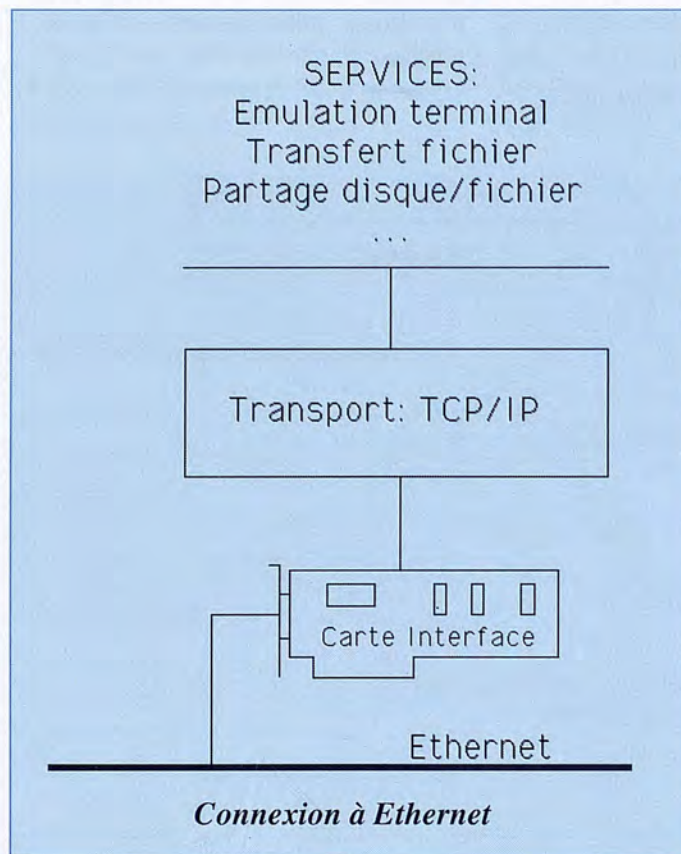 SERVICES:
Emulation terminal
Transfert fichier
Partage disque/fichier
...
Transport: TCP/IP
Carte Interface
Ethernet
Connexion à Ethernet